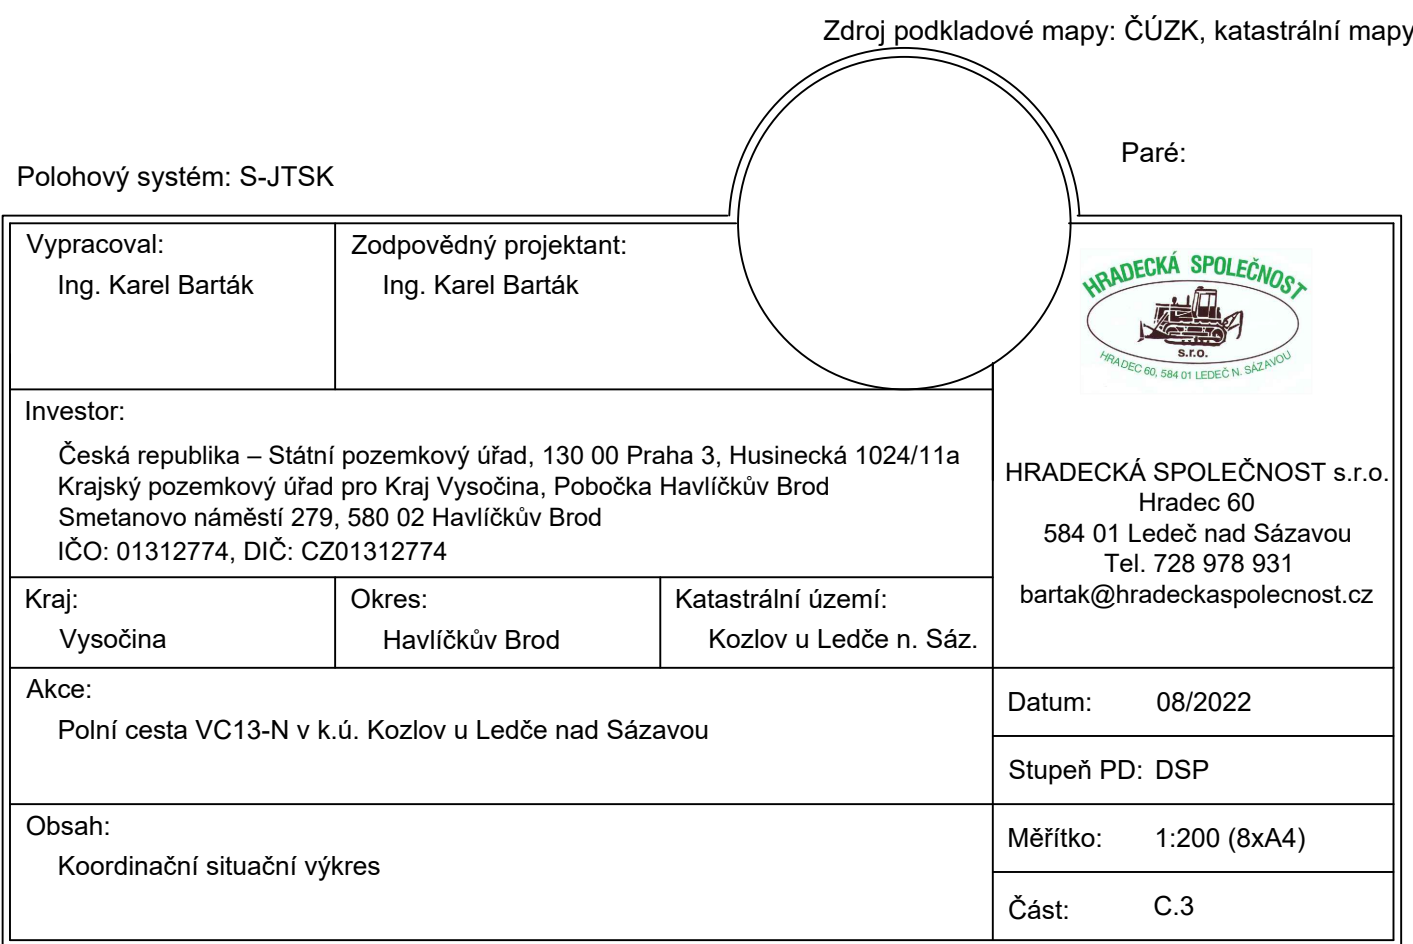 Zdroj podkladové mapy: ČÚZK, katastrální mapy
Paré:
Polohový systém: S-JTSK
Vypracoval:
Ing. Karel Barták
Zodpovědný projektant:
Ing. Karel Barták
HRADECKÁ SPOLEČNOST
s.r.o.
HRADEC 60, 584 01 LEDEČ N. SÁZAVOU
Investor:
Česká republika – Státní pozemkový úřad, 130 00 Praha 3, Husinecká 1024/11a
Krajský pozemkový úřad pro Kraj Vysočina, Pobočka Havlíčkův Brod
Smetanovo náměstí 279, 580 02 Havlíčkův Brod
IČO: 01312774, DIČ: CZ01312774
HRADECKÁ SPOLEČNOST s.r.o.
Hradec 60
584 01 Ledeč nad Sázavou
Tel. 728 978 931
bartak@hradeckaspolecnost.cz
Kraj:
Vysočina
Okres:
Havlíčkův Brod
Katastrální území:
Kozlov u Ledče n. Sáz.
Akce:
Polní cesta VC13-N v k.ú. Kozlov u Ledče nad Sázavou
Datum: 08/2022
Stupeň PD: DSP
Obsah:
Koordinační situační výkres
Měřítko: 1:200 (8xA4)
Část: C.3